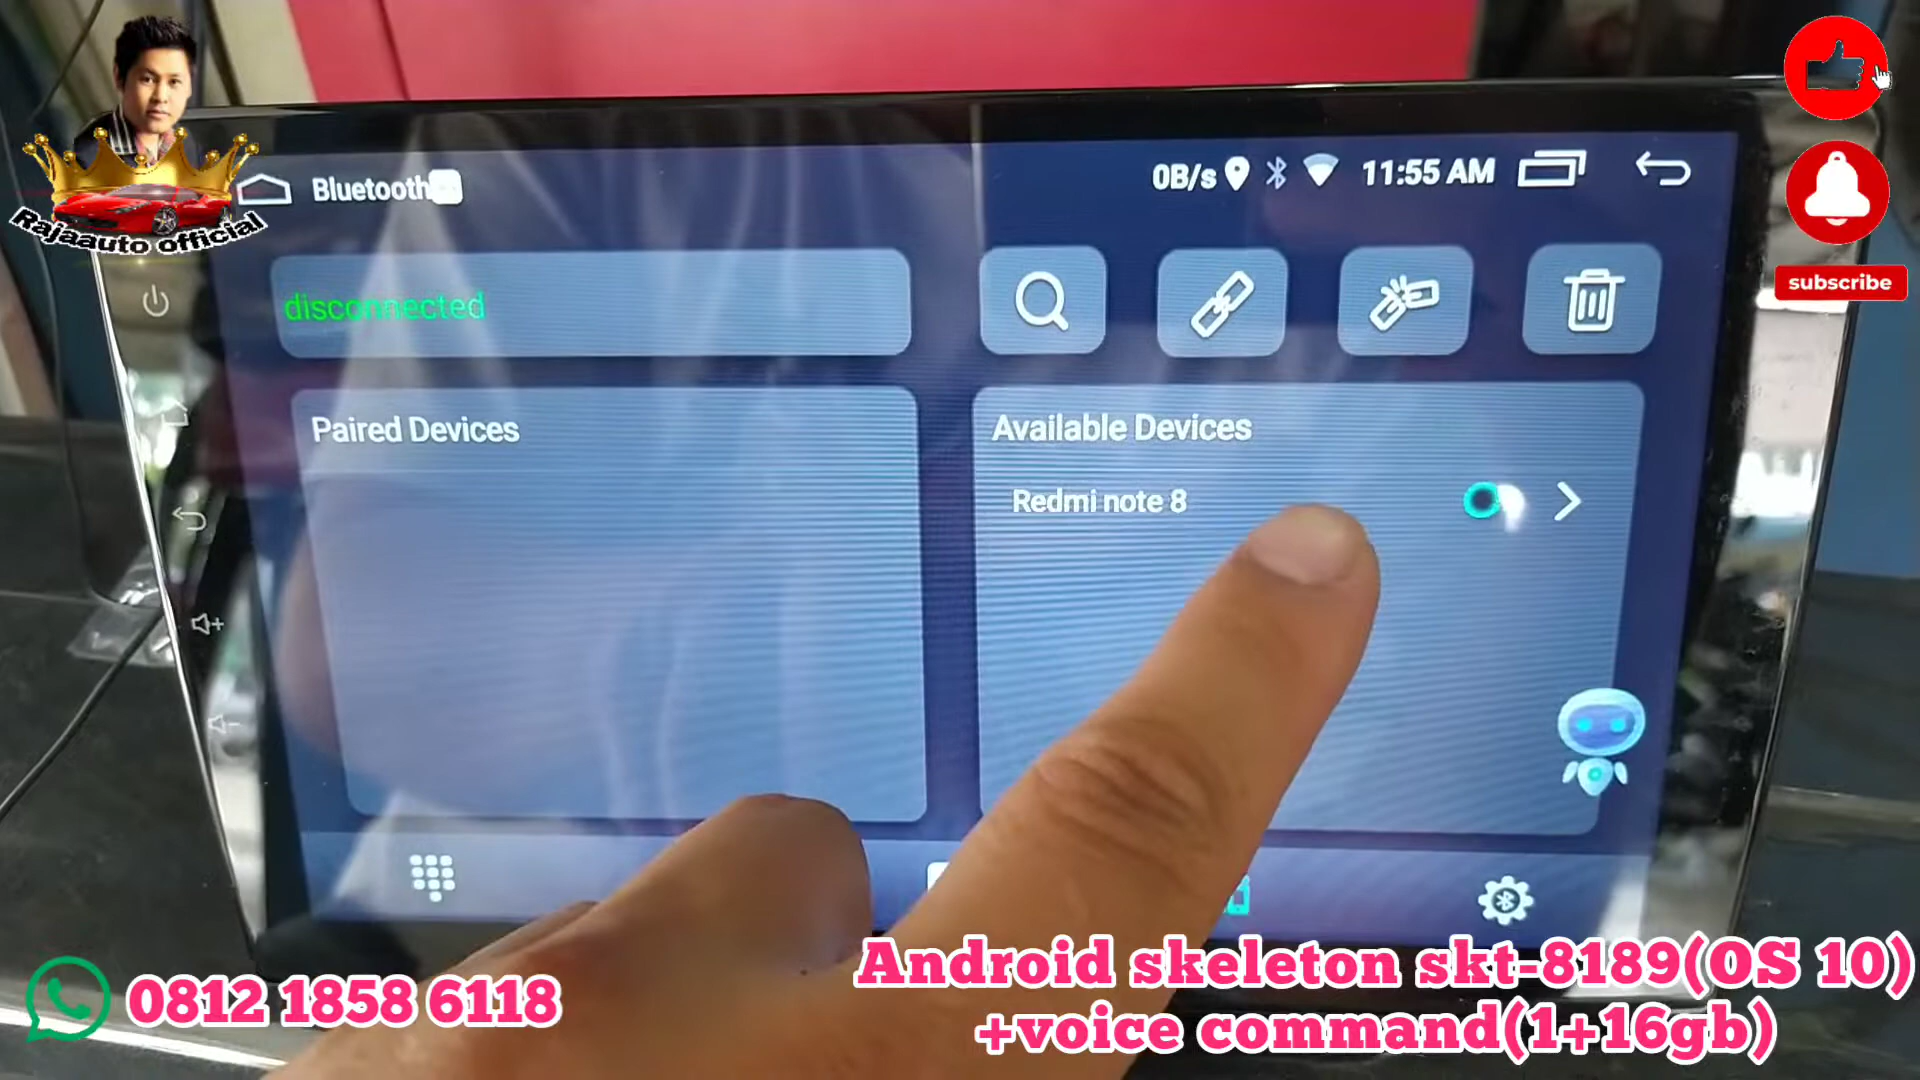 Rajaauto official
Bluetooth
0B/s
11:55 AM
subscribe
disconnected
Paired Devices
Available Devices
Redmi note 8
0812 1858 6118
Android skeleton skt-8189(OS 10)
+voice command(1+16gb)